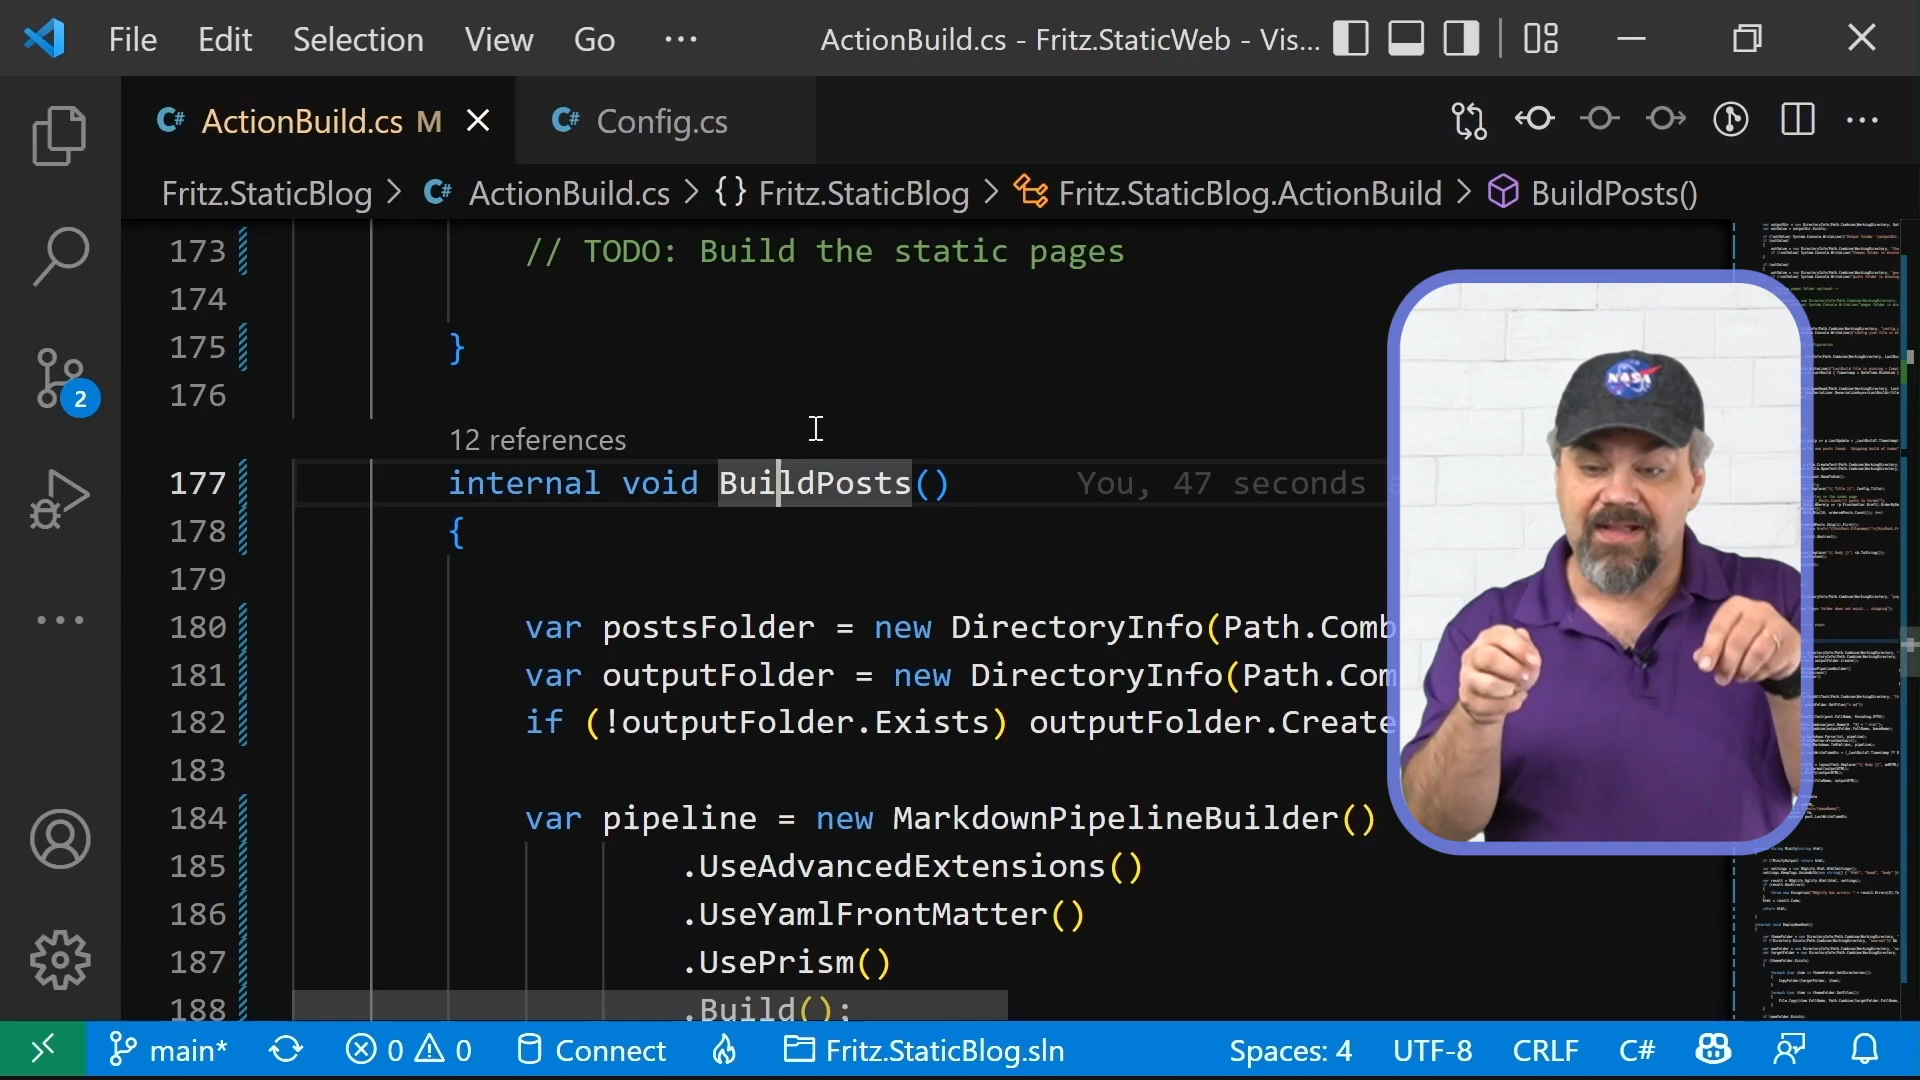 File Edit Selection View Go ··· ActionBuild.cs - Fritz.StaticWeb - Vis...
ActionBuild.cs M Config.cs
Fritz.StaticBlog > ActionBuild.cs > {} Fritz.StaticBlog > Fritz.StaticBlog.ActionBuild > BuildPosts()
173 // TODO: Build the static pages
174
175 }
176
12 references
177 internal void BuildPosts() You, 47 seconds
178 {
179
180 var postsFolder = new DirectoryInfo(Path.Comb
181 var outputFolder = new DirectoryInfo(Path.Com
182 if (!outputFolder.Exists) outputFolder.Create
183
184 var pipeline = new MarkdownPipelineBuilder()
185 .UseAdvancedExtensions()
186 .UseYamlFrontMatter()
187 .UsePrism()
188 .Build();
2
NASA
main* 0 0 Connect Fritz.StaticBlog.sln Spaces: 4 UTF-8 CRLF C#